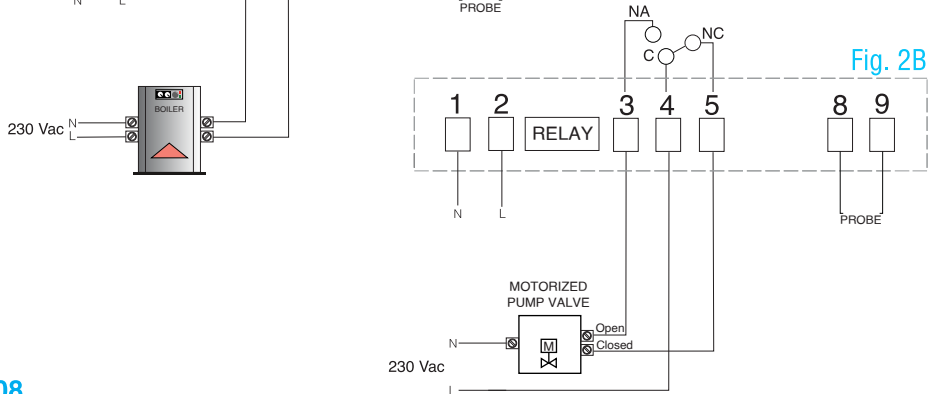 N L
PROBE
NA
NC
C
Fig. 2B
1 2 3 4 5 8 9
RELAY
BOILER
230 Vac
N
L
N L
PROBE
MOTORIZED
PUMP VALVE
Open
Closed
M
N
230 Vac
L
08